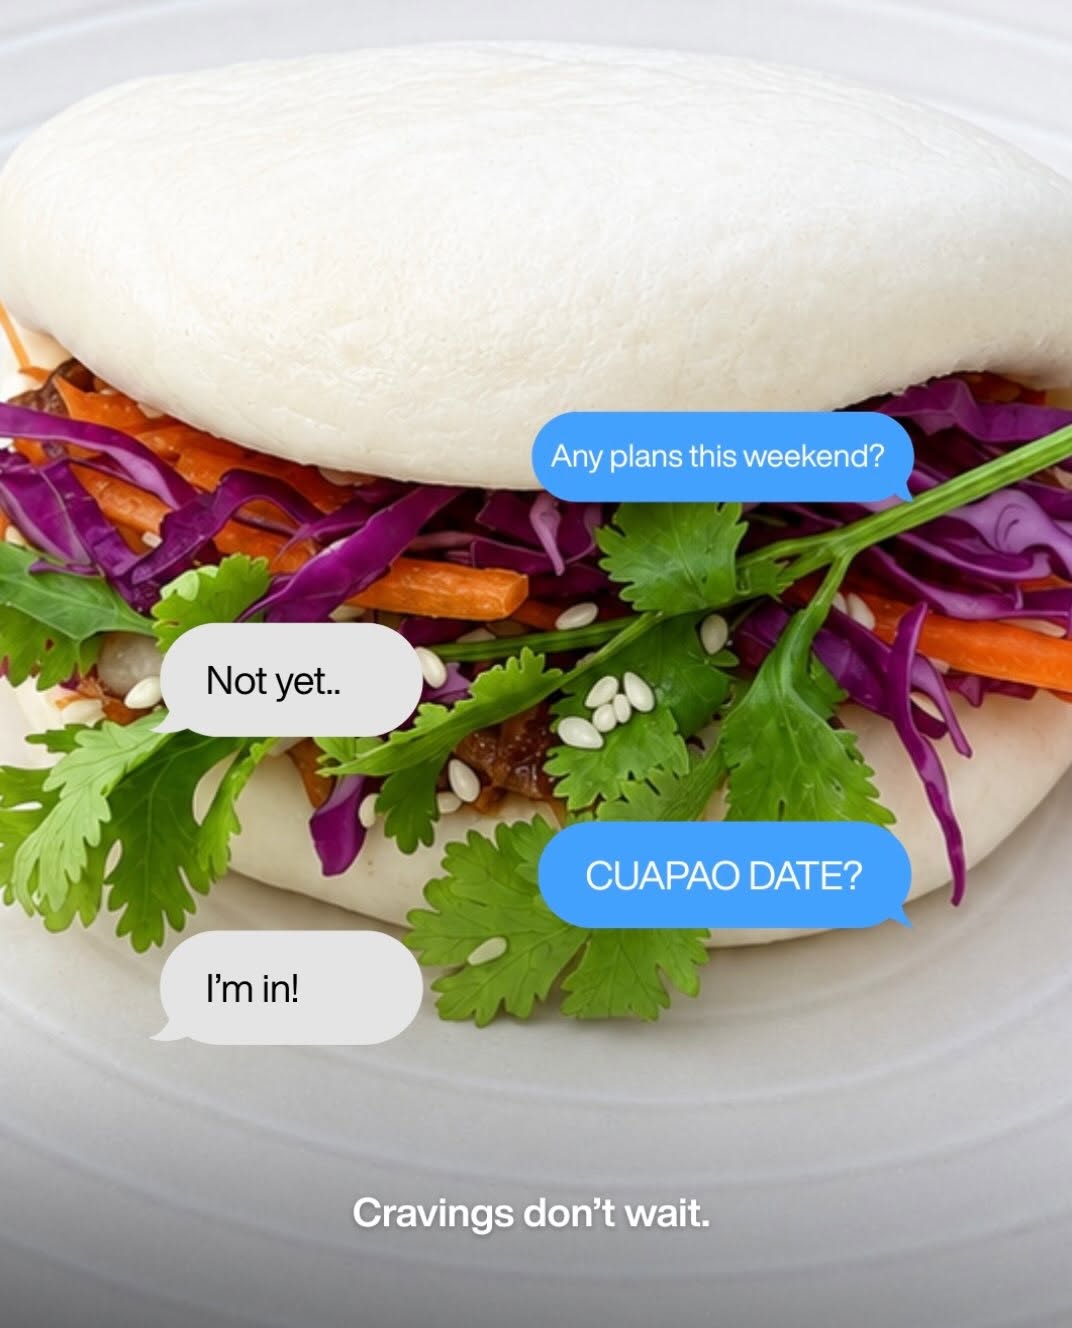 Any plans this weekend?
Not yet..
CUAPAO DATE?
I'm in!
Cravings don't wait.